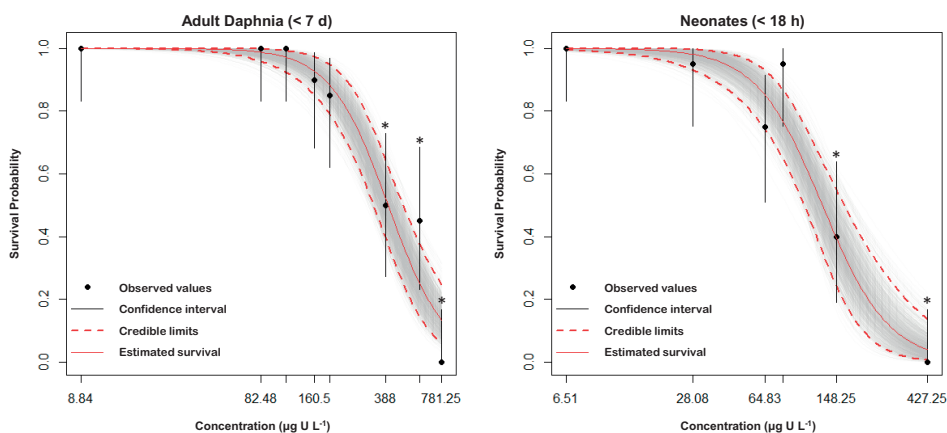 Adult Daphnia (< 7 d)
Survival Probability
1.0
0.8
0.6
0.4
0.2
0.0
*
*
*
Observed values
Confidence interval
Credible limits
Estimated survival
8.84
82.48
160.5
388
781.25
Concentration (µg U L-1)
Neonates (< 18 h)
Survival Probability
1.0
0.8
0.6
0.4
0.2
0.0
*
*
Observed values
Confidence interval
Credible limits
Estimated survival
6.51
28.08
64.83
148.25
427.25
Concentration (µg U L-1)